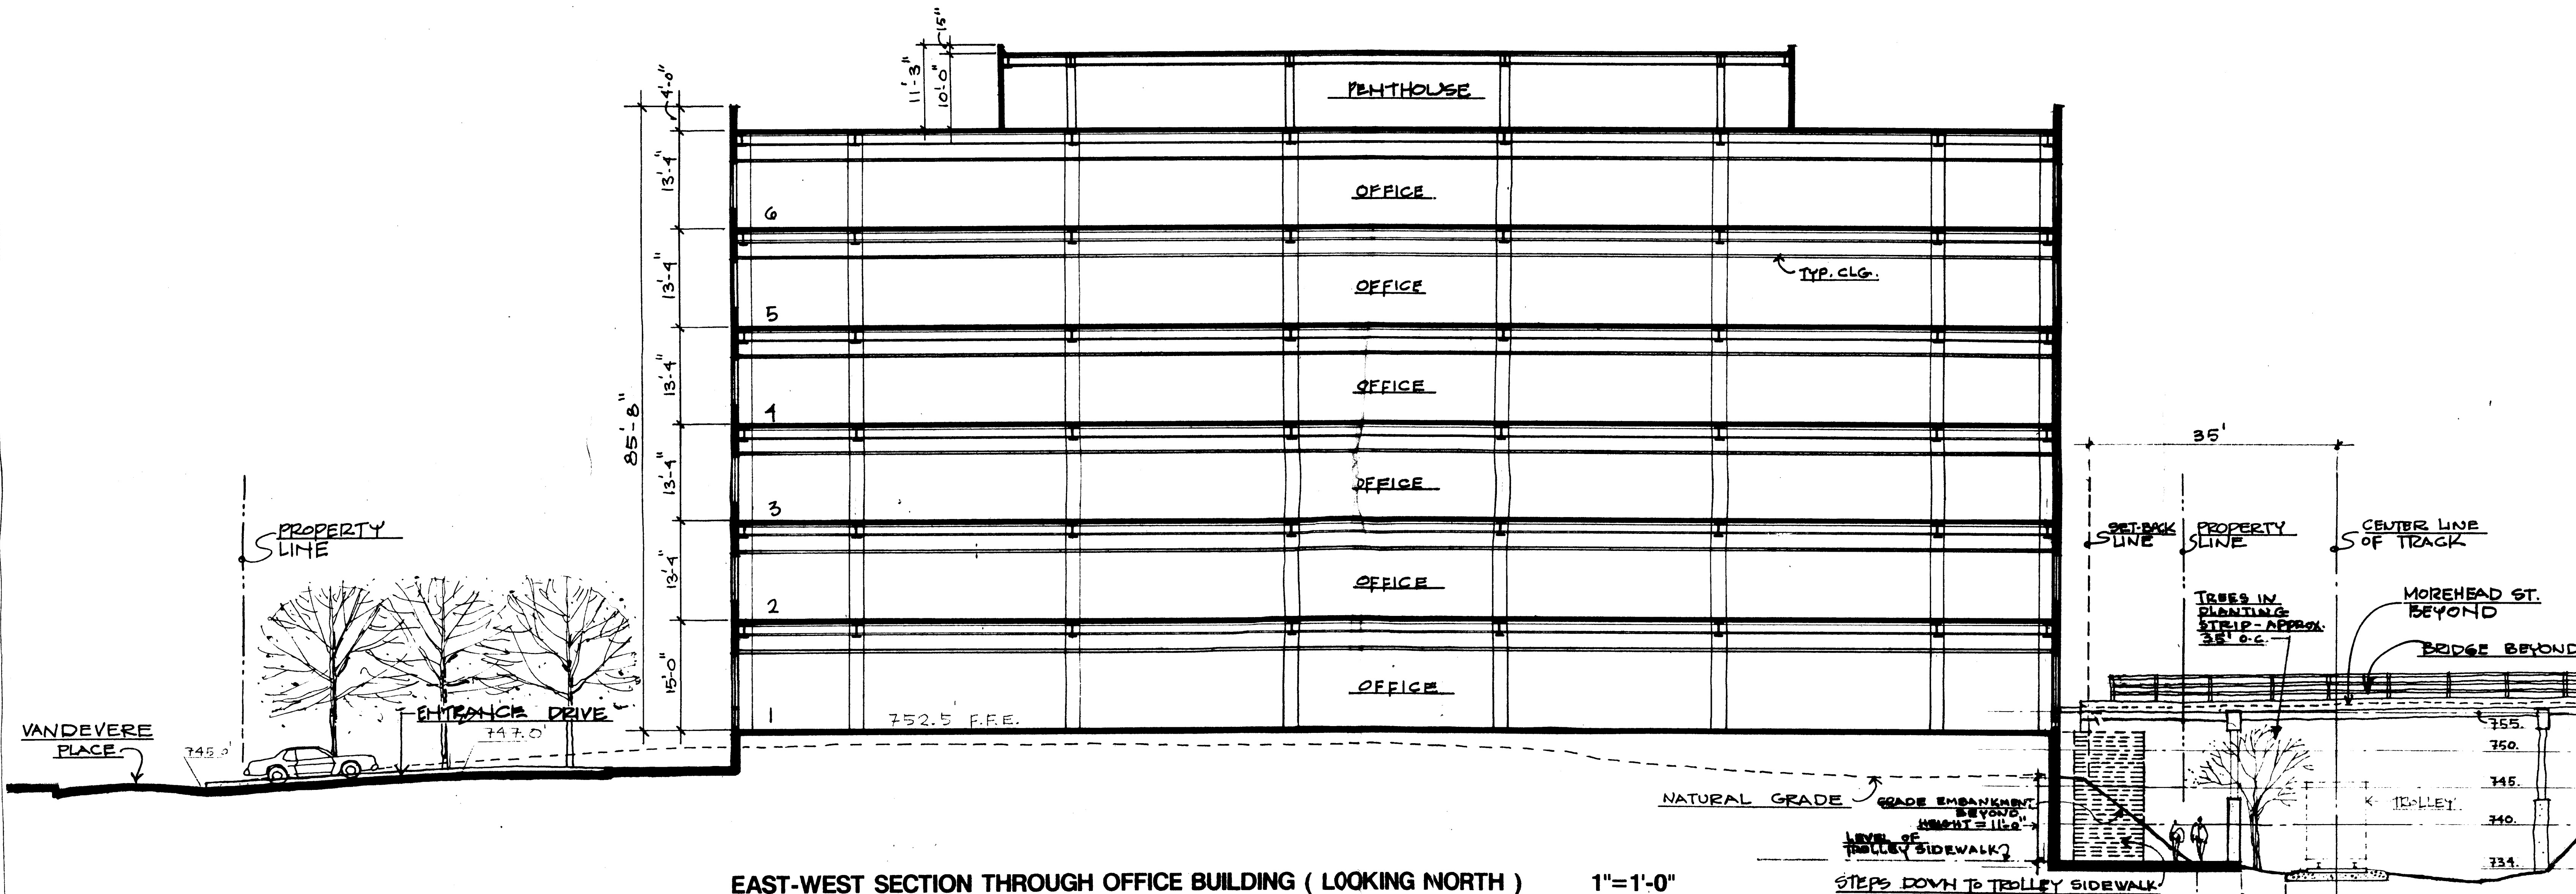 15"
11'-3"
10'-0"
4'-0"
PENTHOUSE
13'-4"
OFFICE
6
13'-4"
TYP. CLG.
OFFICE
5
85'-8"
13'-4"
OFFICE
4
13'-4"
OFFICE
3
13'-4"
OFFICE
2
15'-0"
OFFICE
1
752.5' F.F.E.
35'
PROPERTY
LINE
SET-BACK
LINE
PROPERTY
LINE
CENTER LINE
OF TRACK
TREES IN
PLANTING
STRIP-APPROX.
35' O.C.
MOREHEAD ST.
BEYOND
BRIDGE BEYOND
ENTRANCE DRIVE
747.0'
VANDEVERE
PLACE
745.0'
755.
750.
745.
740.
734.
TROLLEY
NATURAL GRADE
GRADE EMBANKMENT
BEYOND
HEIGHT = 11'-0"
LEVEL OF
TROLLEY SIDEWALK
STEPS DOWN TO TROLLEY SIDEWALK
EAST-WEST SECTION THROUGH OFFICE BUILDING ( LOOKING NORTH ) 1"=1'-0"